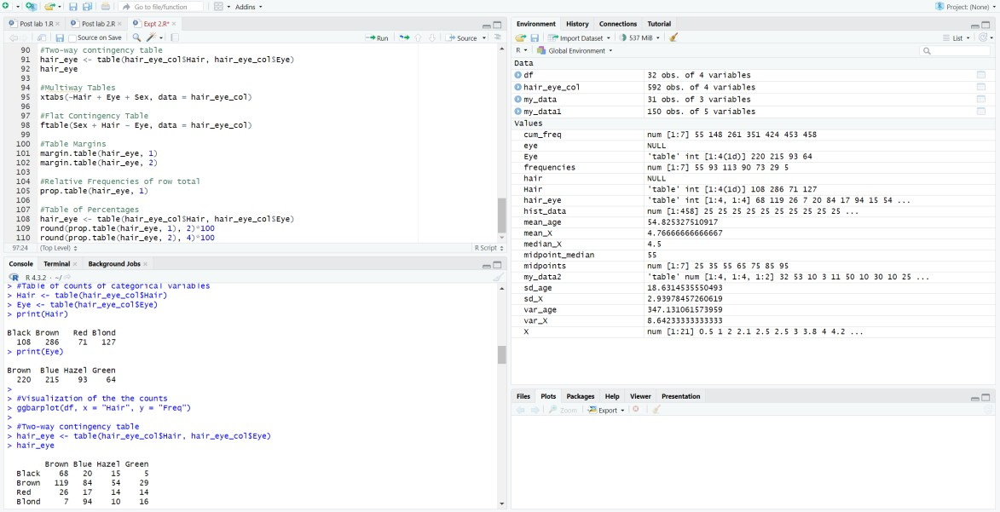 Go to file/function
Addins
Project: (None)
Post lab 1.R
Post lab 2.R
Expt 2.R*
Source on Save
Run
Source
90 #Two-way contingency table
91 hair_eye <- table(hair_eye_col$Hair, hair_eye_col$Eye)
92 hair_eye
93
94 #Multiway Tables
95 xtabs(~Hair + Eye + Sex, data = hair_eye_col)
96
97 #Flat Contingency Table
98 ftable(Sex + Hair ~ Eye, data = hair_eye_col)
99
100 #Table Margins
101 margin.table(hair_eye, 1)
102 margin.table(hair_eye, 2)
103
104 #Relative Frequencies of row total
105 prop.table(hair_eye, 1)
106
107 #Table of Percentages
108 hair_eye <- table(hair_eye_col$Hair, hair_eye_col$Eye)
109 round(prop.table(hair_eye, 1), 2)*100
110 round(prop.table(hair_eye, 2), 4)*100
97:24 (Top Level) R Script
Console Terminal Background Jobs
R 4.3.2 · ~/
> #Table of counts of categorical variables
> Hair <- table(hair_eye_col$Hair)
> Eye <- table(hair_eye_col$Eye)
> print(Hair)
Black Brown Red Blond
108 286 71 127
> print(Eye)
Brown Blue Hazel Green
220 215 93 64
>
> #Visualization of the the counts
> ggbarplot(df, x = "Hair", y = "Freq")
>
> #Two-way contingency table
> hair_eye <- table(hair_eye_col$Hair, hair_eye_col$Eye)
> hair_eye
Brown Blue Hazel Green
Black 68 20 15 5
Brown 119 84 54 29
Red 26 17 14 14
Blond 7 94 10 16
Environment History Connections Tutorial
Import Dataset 537 MiB List
R Global Environment
Data
df 32 obs. of 4 variables
hair_eye_col 592 obs. of 4 variables
my_data 31 obs. of 3 variables
my_data1 150 obs. of 5 variables
Values
cum_freq num [1:7] 55 148 261 351 424 453 458
eye NULL
Eye 'table' int [1:4(1d)] 220 215 93 64
frequencies num [1:7] 55 93 113 90 73 29 5
hair NULL
Hair 'table' int [1:4(1d)] 108 286 71 127
hair_eye 'table' int [1:4, 1:4] 68 119 26 7 20 84 17 94 15 54 ...
hist_data num [1:458] 25 25 25 25 25 25 25 25 25 25 ...
mean_age 54.825327510917
mean_X 4.76666666666667
median_X 4.5
midpoint_median 55
midpoints num [1:7] 25 35 55 65 75 85 95
my_data2 'table' num [1:4, 1:4, 1:2] 32 53 10 3 11 50 10 30 10 25 ...
sd_age 18.6314535550493
sd_X 2.93978457260619
var_age 347.131061573959
var_X 8.64233333333333
X num [1:21] 0.5 1 2 2.1 2.5 2.5 3 3.8 4 4.2 ...
Files Plots Packages Help Viewer Presentation
Zoom Export